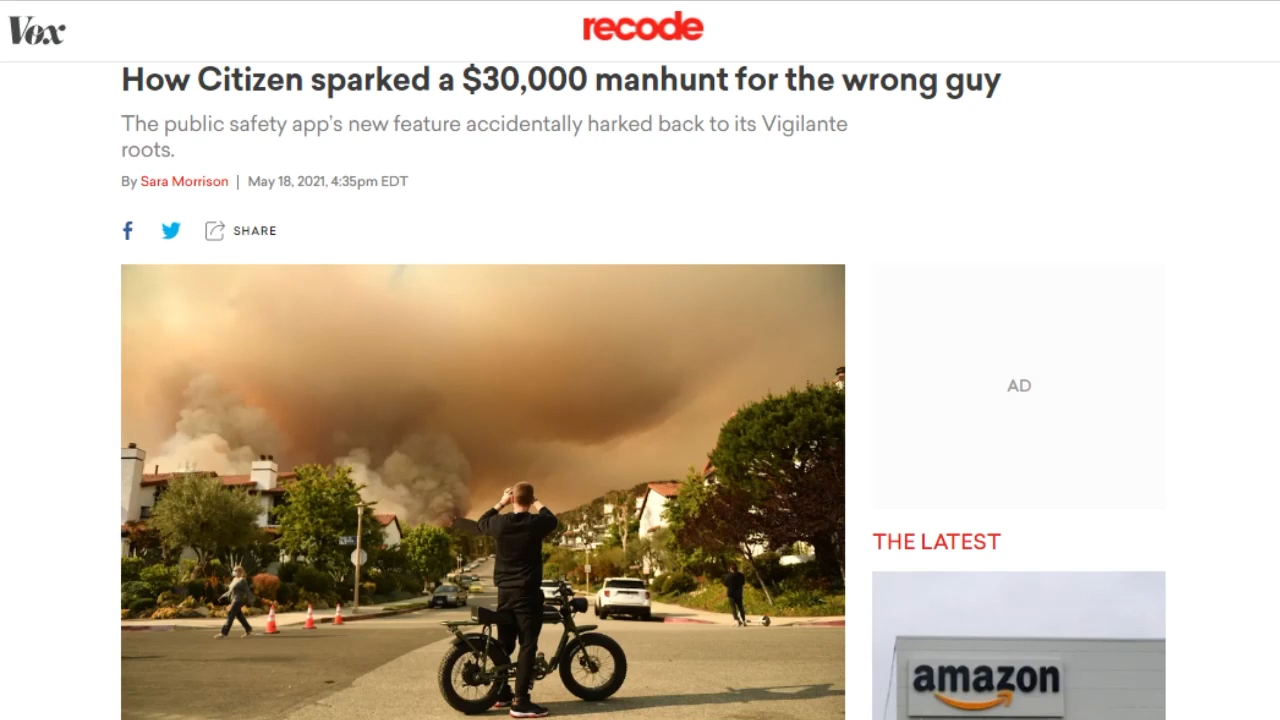 Vox
recode
How Citizen sparked a $30,000 manhunt for the wrong guy
The public safety app's new feature accidentally harked back to its Vigilante
roots.
By Sara Morrison | May 18, 2021, 4:35pm EDT
SHARE
AD
THE LATEST
amazon